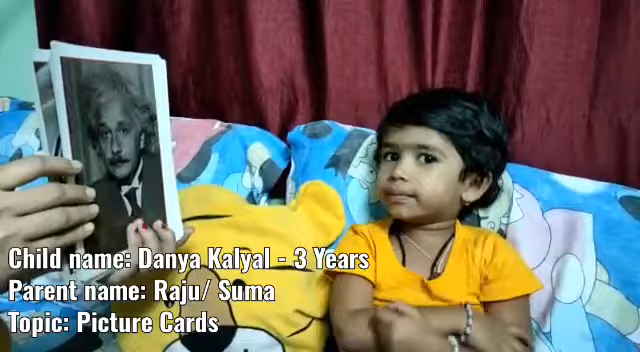 Child name: Danya Kalyal - 3 Years
Parent name: Raju/ Suma
Topic: Picture Cards